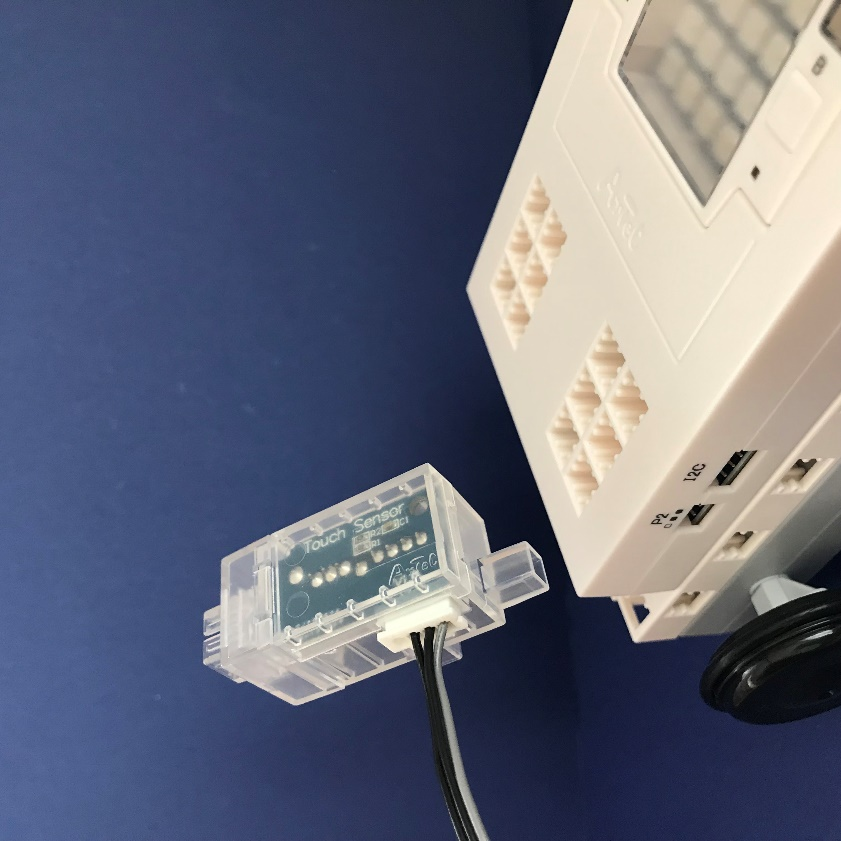 B
ArTeC
I2C
P2
Touch Sensor
ArTeC